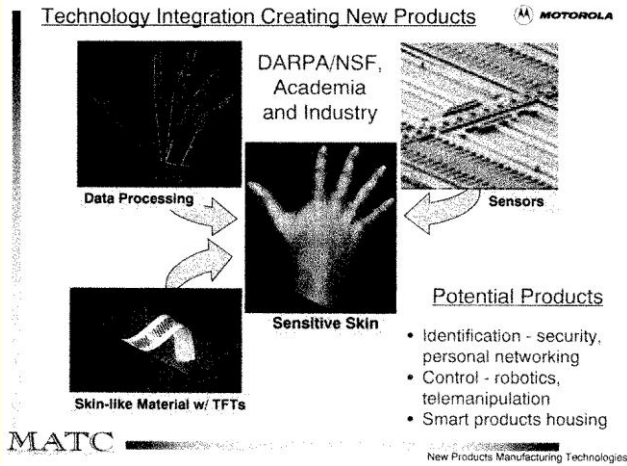 Technology Integration Creating New Products
MOTOROLA
DARPA/NSF,
Academia
and Industry
Data Processing
Sensors
Sensitive Skin
Skin-like Material w/ TFTs
Potential Products
• Identification - security,
personal networking
• Control - robotics,
telemanipulation
• Smart products housing
MATC
New Products Manufacturing Technologies